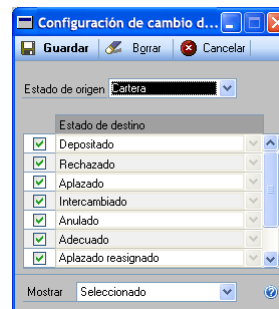 Configuración de cambio d...
Guardar Borrar Cancelar
Estado de origen Cartera
Estado de destino
Depositado
Rechazado
Aplazado
Intercambiado
Anulado
Adecuado
Aplazado reasignado
Mostrar Seleccionado